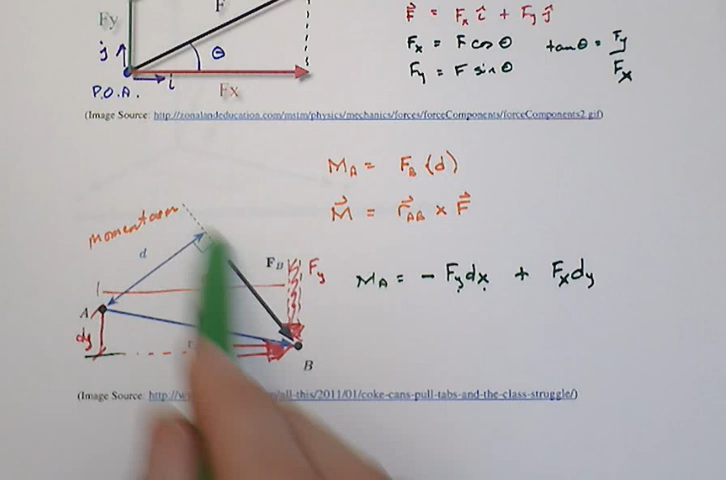 Fy
F
F⃗ = Fx î + Fy ĵ
j
θ
Fx = F cos θ
tan θ = Fy / Fx
Fy = F sin θ
P.O.A.
i
Fx
(Image Source: http://zonalandeducation.com/mstm/physics/mechanics/forces/forceComponents2.gif)
MA = FB (d)
M⃗ = r⃗AB × F⃗
moment arm
d
FB
Fy
MA = - Fy dx + Fx dy
A
dy
B
(Image Source: http://w /all-this/2011/01/coke-cans-pull-tabs-and-the-class-struggle/)